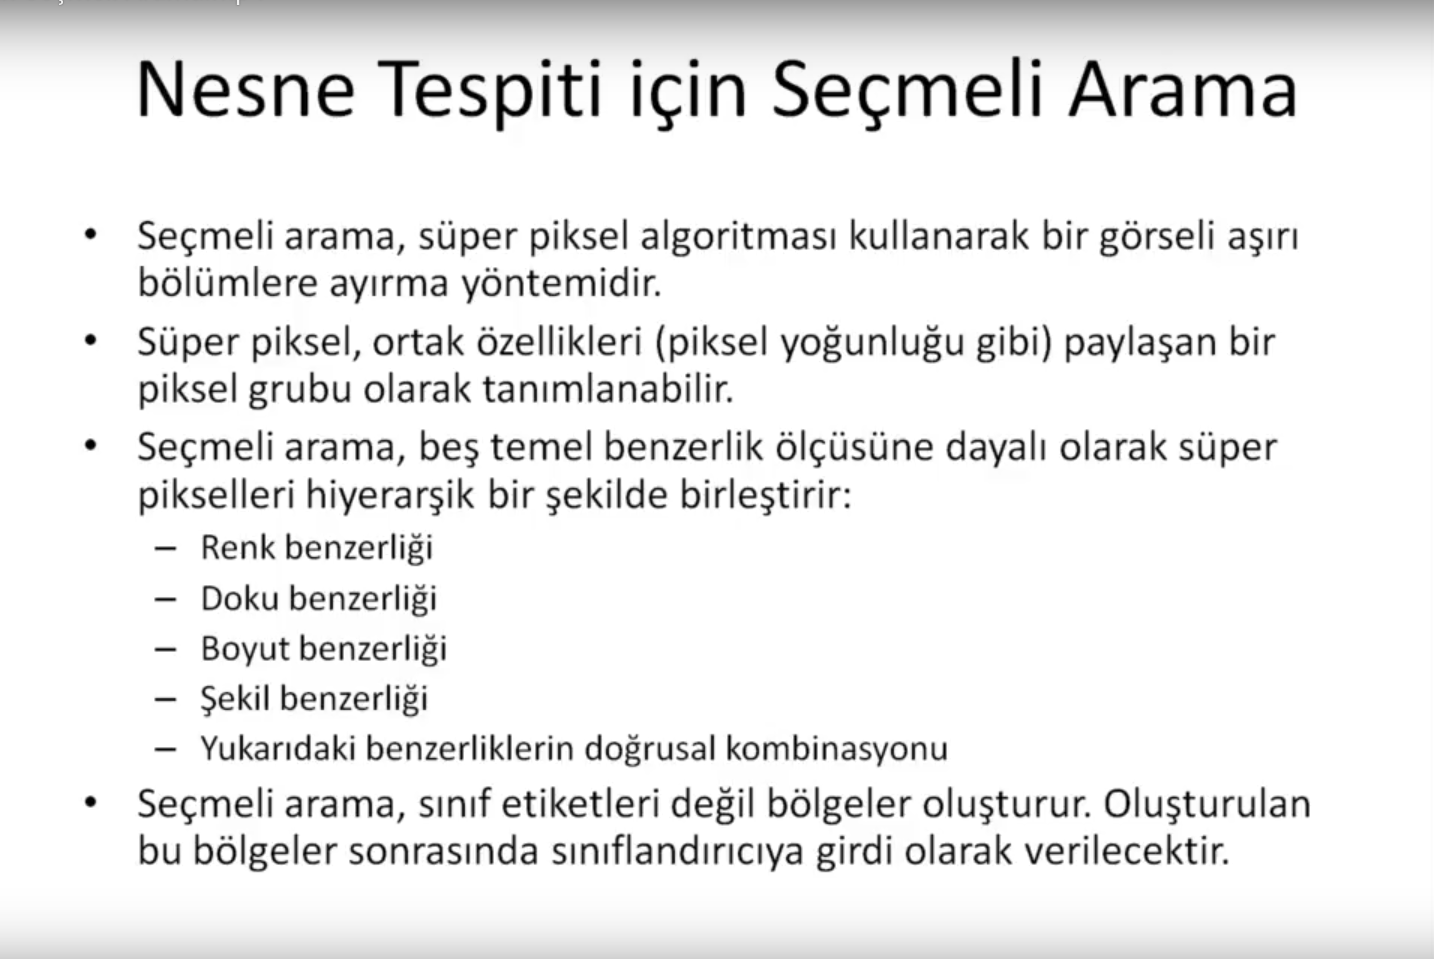 Nesne Tespiti için Seçmeli Arama
• Seçmeli arama, süper piksel algoritması kullanarak bir görseli aşırı
bölümlere ayırma yöntemidir.
• Süper piksel, ortak özellikleri (piksel yoğunluğu gibi) paylaşan bir
piksel grubu olarak tanımlanabilir.
• Seçmeli arama, beş temel benzerlik ölçüsüne dayalı olarak süper
pikselleri hiyerarşik bir şekilde birleştirir:
– Renk benzerliği
– Doku benzerliği
– Boyut benzerliği
– Şekil benzerliği
– Yukarıdaki benzerliklerin doğrusal kombinasyonu
• Seçmeli arama, sınıf etiketleri değil bölgeler oluşturur. Oluşturulan
bu bölgeler sonrasında sınıflandırıcıya girdi olarak verilecektir.